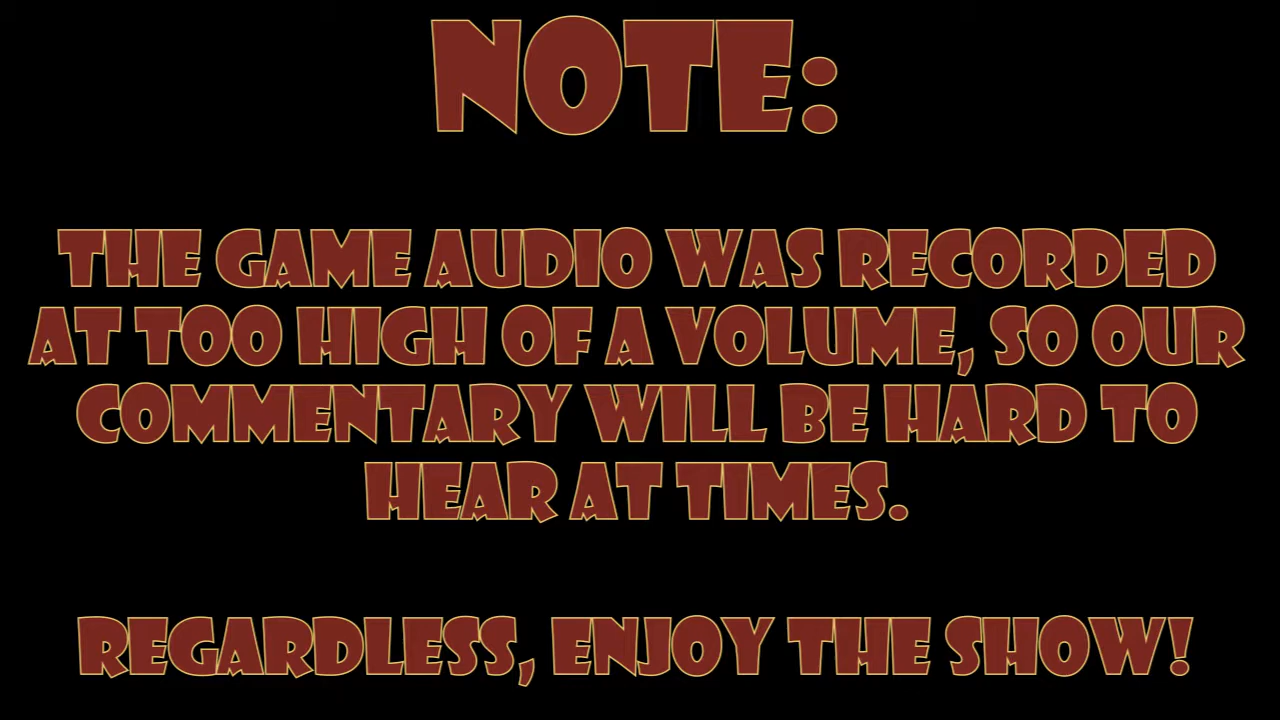 NOTE:
THE GAME AUDIO WAS RECORDED
AT TOO HIGH OF A VOLUME, SO OUR
COMMENTARY WILL BE HARD TO
HEAR AT TIMES.
REGARDLESS, ENJOY THE SHOW!